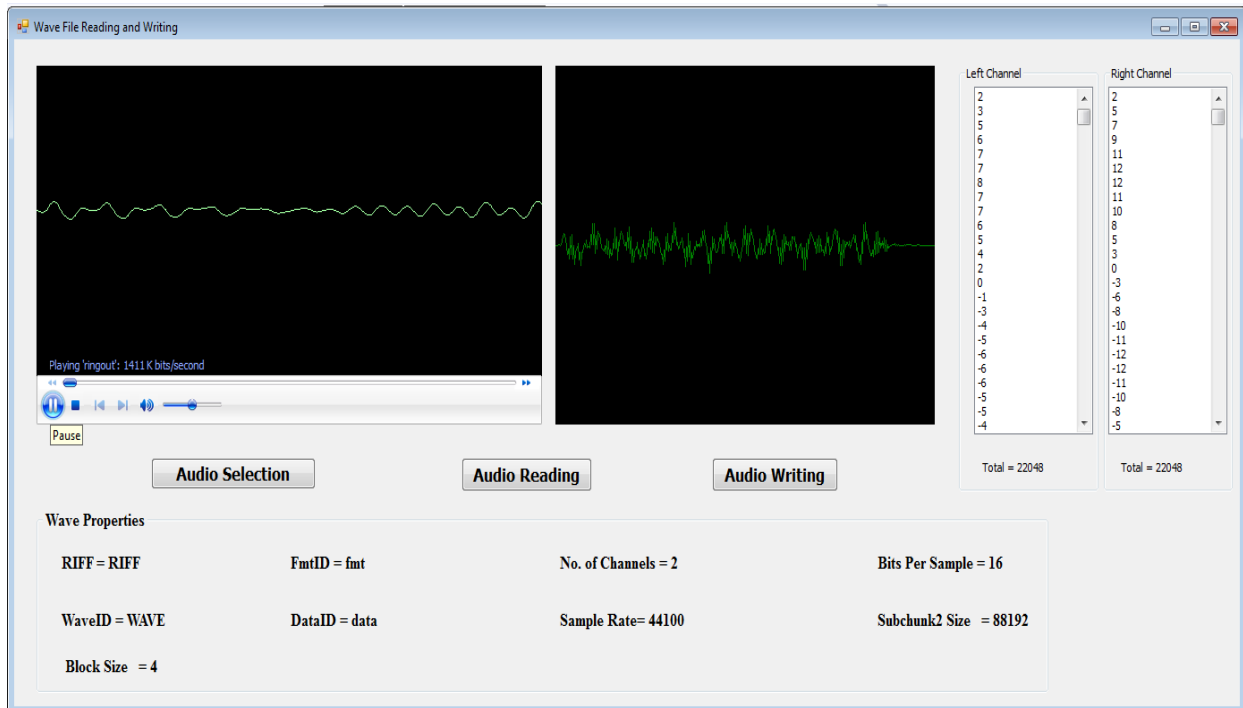 Wave File Reading and Writing
Playing 'ringout': 1411 K bits/second
Pause
Left Channel
2
3
5
6
7
7
8
7
7
6
5
4
2
0
-1
-3
-4
-5
-6
-6
-6
-5
-5
-4
Total = 22048
Right Channel
2
5
7
9
11
12
12
11
10
8
5
3
0
-3
-6
-8
-10
-11
-12
-12
-11
-10
-8
-5
Total = 22048
Audio Selection
Audio Reading
Audio Writing
Wave Properties
RIFF = RIFF
FmtID = fmt
No. of Channels = 2
Bits Per Sample = 16
WaveID = WAVE
DataID = data
Sample Rate= 44100
Subchunk2 Size = 88192
Block Size = 4